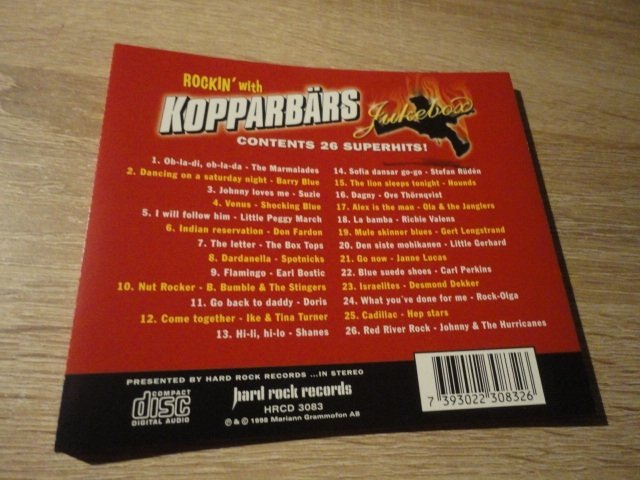 ROCKIN' with
KOPPARBÄRS
Jukebox
CONTENTS 26 SUPERHITS!
1. Ob-la-di, ob-la-da - The Marmalades
2. Dancing on a saturday night - Barry Blue
3. Johnny loves me - Suzie
4. Venus - Shocking Blue
5. I will follow him - Little Peggy March
6. Indian reservation - Don Fardon
7. The letter - The Box Tops
8. Dardanella - Spotnicks
9. Flamingo - Earl Bostic
10. Nut Rocker - B. Bumble & The Stingers
11. Go back to daddy - Doris
12. Come together - Ike & Tina Turner
13. Hi-li, hi-lo - Shanes
14. Sofia dansar go-go - Stefan Rüdén
15. The lion sleeps tonight - Hounds
16. Dagny - Ove Thörnqvist
17. Alex is the man - Ola & the Janglers
18. La bamba - Richie Valens
19. Mule skinner blues - Gert Lengstrand
20. Den siste mohikanen - Little Gerhard
21. Go now - Janne Lucas
22. Blue suede shoes - Carl Perkins
23. Israelites - Desmond Dekker
24. What you've done for me - Rock-Olga
25. Cadillac - Hep stars
26. Red River Rock - Johnny & The Hurricanes
PRESENTED BY HARD ROCK RECORDS ...IN STEREO
COMPACT
disc
DIGITAL AUDIO
hard rock records
HRCD 3083
℗ & © 1996 Mariann Grammofon AB
7 393022 308326